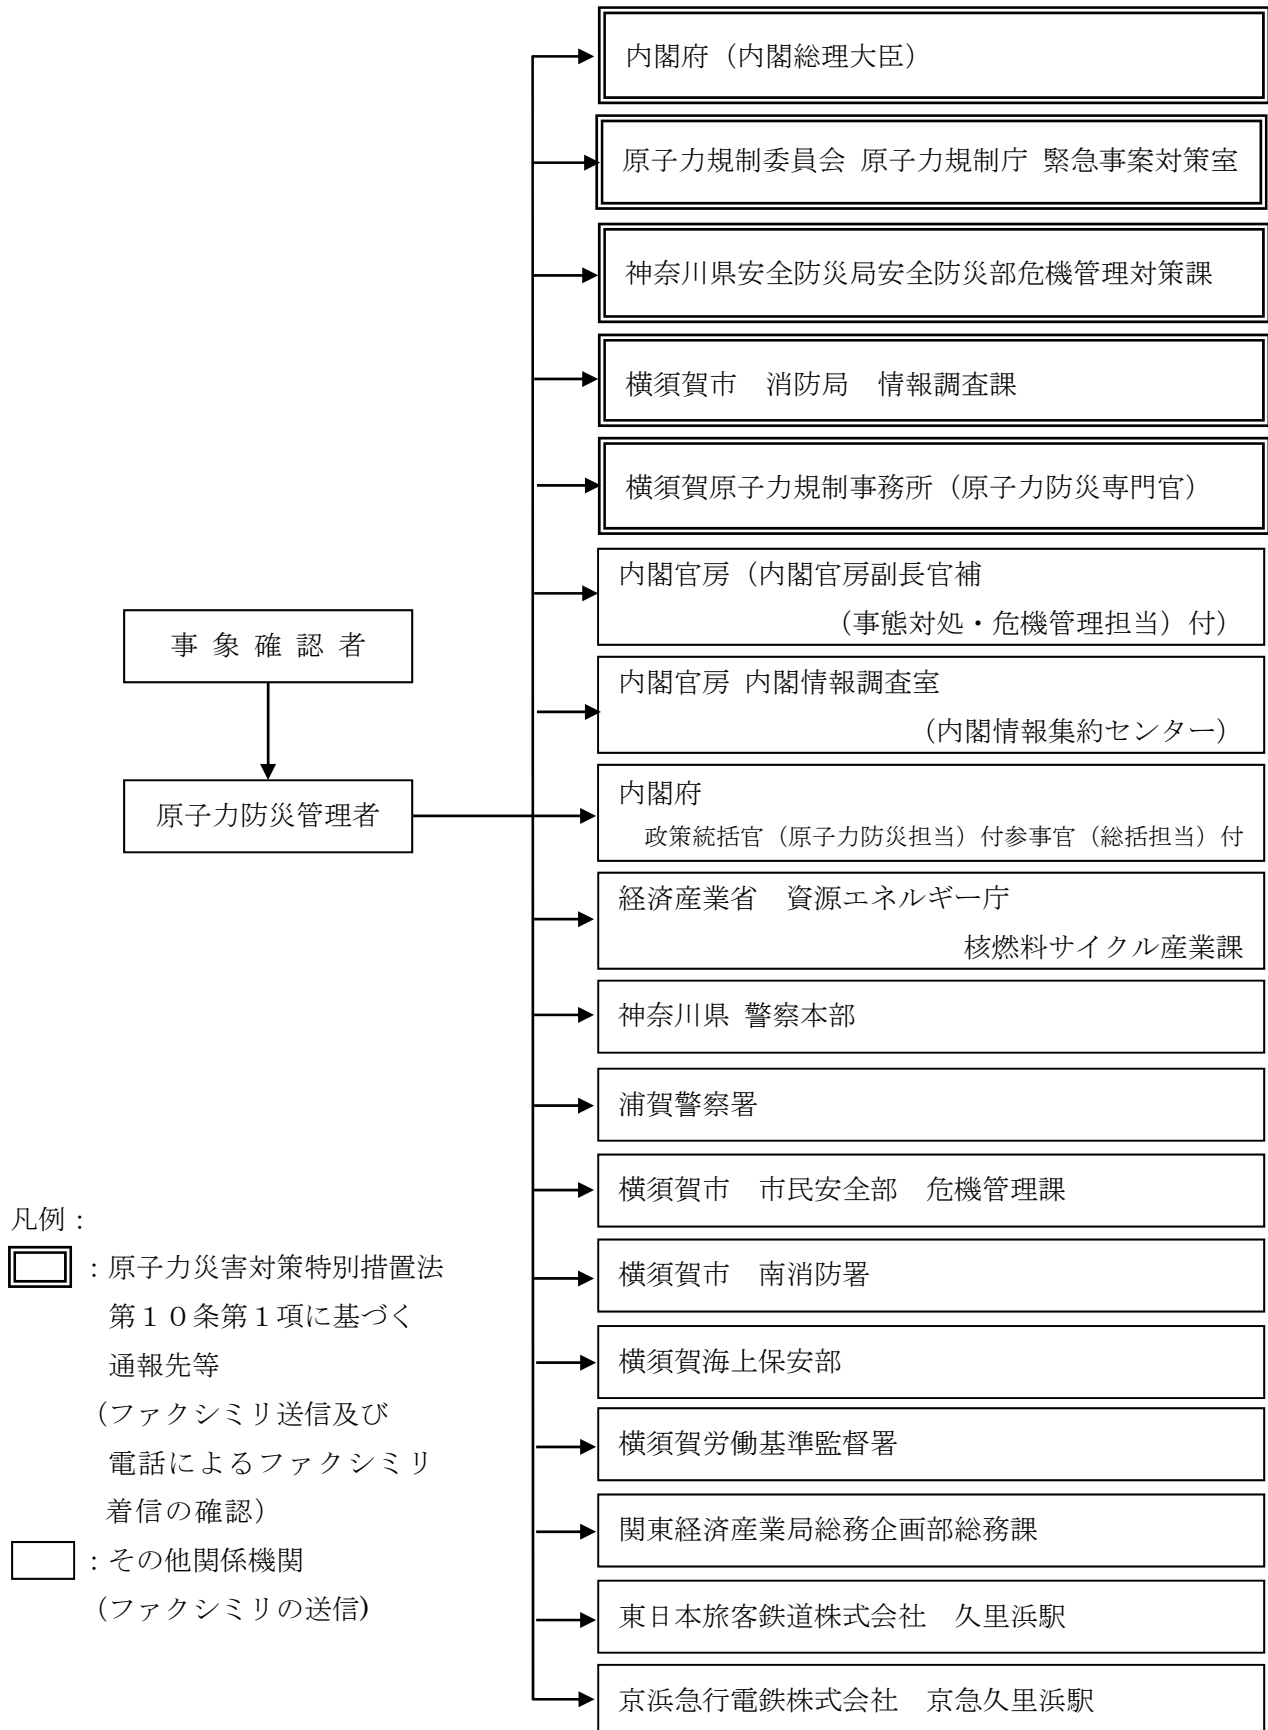 内閣府（内閣総理大臣）
原子力規制委員会 原子力規制庁 緊急事案対策室
神奈川県安全防災局安全防災部危機管理対策課
横須賀市　消防局　情報調査課
横須賀原子力規制事務所（原子力防災専門官）
内閣官房（内閣官房副長官補
（事態対処・危機管理担当）付）
内閣官房 内閣情報調査室
（内閣情報集約センター）
内閣府
政策統括官（原子力防災担当）付参事官（総括担当）付
経済産業省　資源エネルギー庁
核燃料サイクル産業課
神奈川県 警察本部
浦賀警察署
横須賀市　市民安全部　危機管理課
横須賀市　南消防署
横須賀海上保安部
横須賀労働基準監督署
関東経済産業局総務企画部総務課
東日本旅客鉄道株式会社　久里浜駅
京浜急行電鉄株式会社　京急久里浜駅
事 象 確 認 者
原子力防災管理者
凡例：
：原子力災害対策特別措置法
第１０条第１項に基づく
通報先等
（ファクシミリ送信及び
電話によるファクシミリ
着信の確認）
：その他関係機関
（ファクシミリの送信)